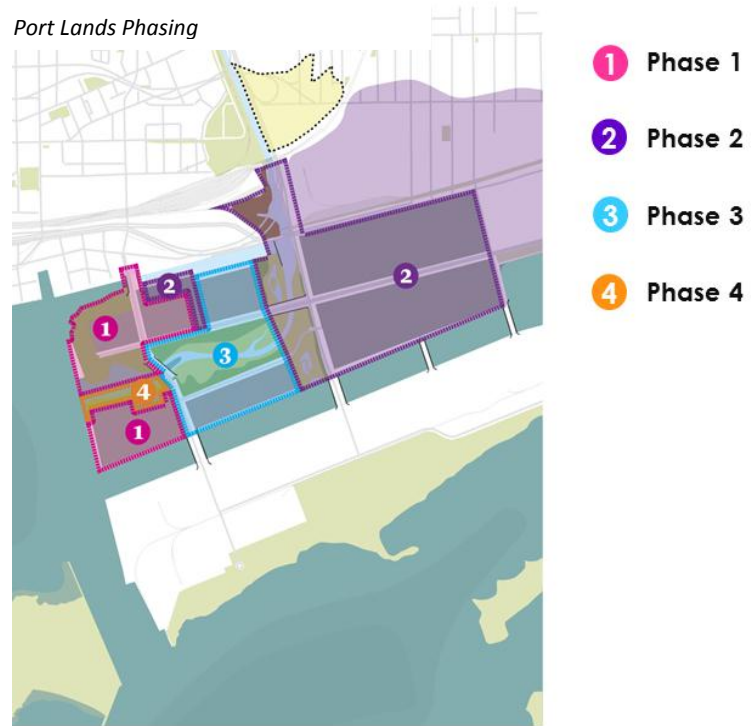 Port Lands Phasing
1 Phase 1
2 Phase 2
3 Phase 3
4 Phase 4
2
2
1
3
4
1